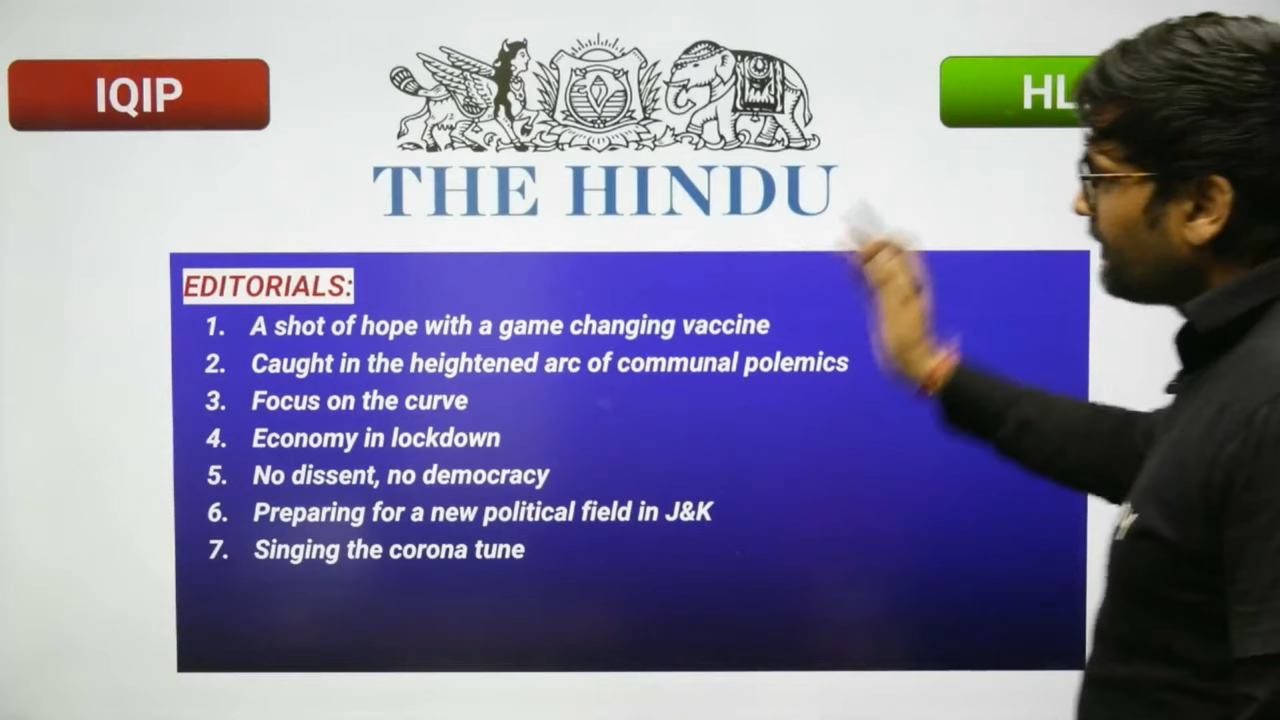 IQIP
HL
THE HINDU
EDITORIALS:
1. A shot of hope with a game changing vaccine
2. Caught in the heightened arc of communal polemics
3. Focus on the curve
4. Economy in lockdown
5. No dissent, no democracy
6. Preparing for a new political field in J&K
7. Singing the corona tune